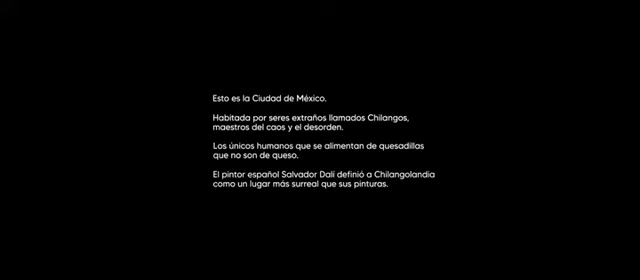 Esto es la Ciudad de México.
Habitada por seres extraños llamados Chilangos,
maestros del caos y el desorden.
Los únicos humanos que se alimentan de quesadillas
que no son de queso.
El pintor español Salvador Dalí definió a Chilangolandia
como un lugar más surreal que sus pinturas.